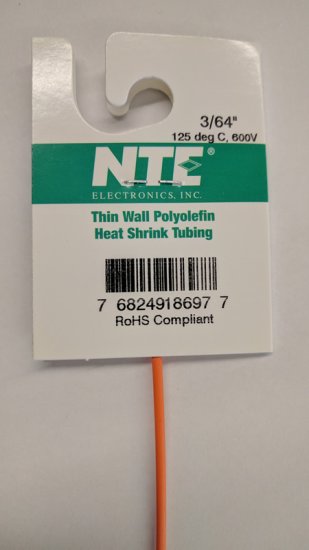 3/64"
125 deg C, 600V
NTE®
ELECTRONICS, INC.
Thin Wall Polyolefin
Heat Shrink Tubing
7 6824918697 7
RoHS Compliant